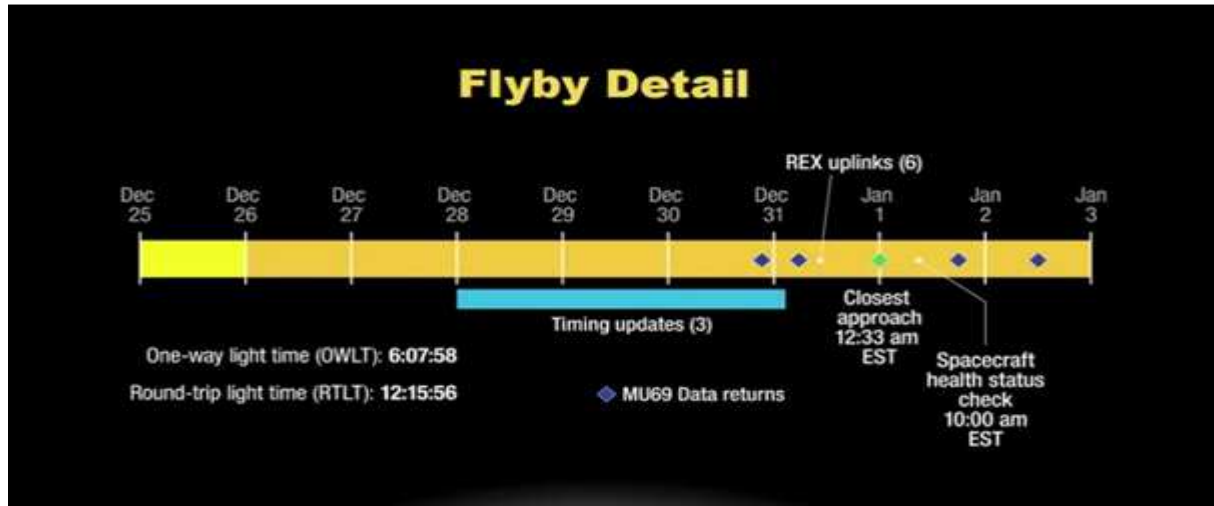 Flyby Detail
REX uplinks (6)
Dec 25
Dec 26
Dec 27
Dec 28
Dec 29
Dec 30
Dec 31
Jan 1
Jan 2
Jan 3
Timing updates (3)
Closest
approach
12:33 am
EST
Spacecraft
health status
check
10:00 am
EST
One-way light time (OWLT): 6:07:58
Round-trip light time (RTLT): 12:15:56
MU69 Data returns